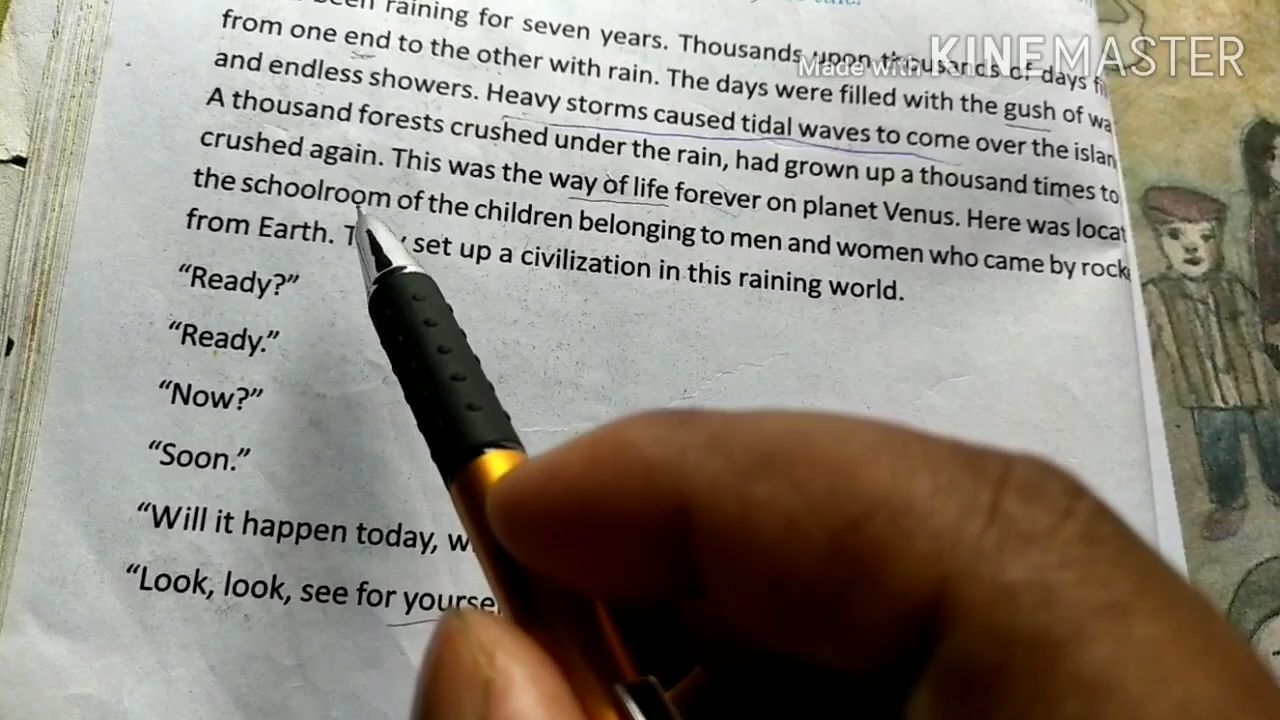 been raining for seven years. Thousands upon thousands of days
from one end to the other with rain. The days were filled with the gush of
and endless showers. Heavy storms caused tidal waves to come over the
A thousand forests crushed under the rain, had grown up a thousand times to
crushed again. This was the way of life forever on planet Venus. Here was
the schoolroom of the children belonging to men and women who came by
from Earth. set up a civilization in this raining world.
“Ready?”
“Ready.”
“Now?”
“Soon.”
“Will it happen today,
“Look, look, see for
Made with KINEMASTER